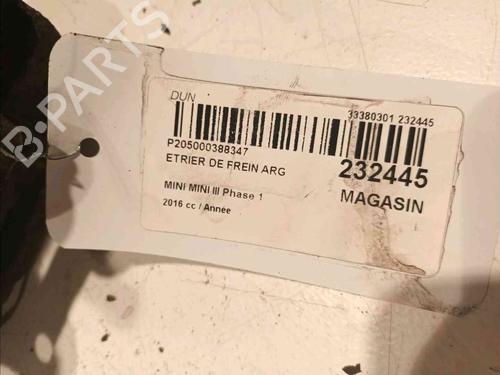 B-PARTS
DUN
33380301 232445
P205000388347
ETRIER DE FREIN ARG
232445
MINI MINI III Phase 1
MAGASIN
2016 cc / Année